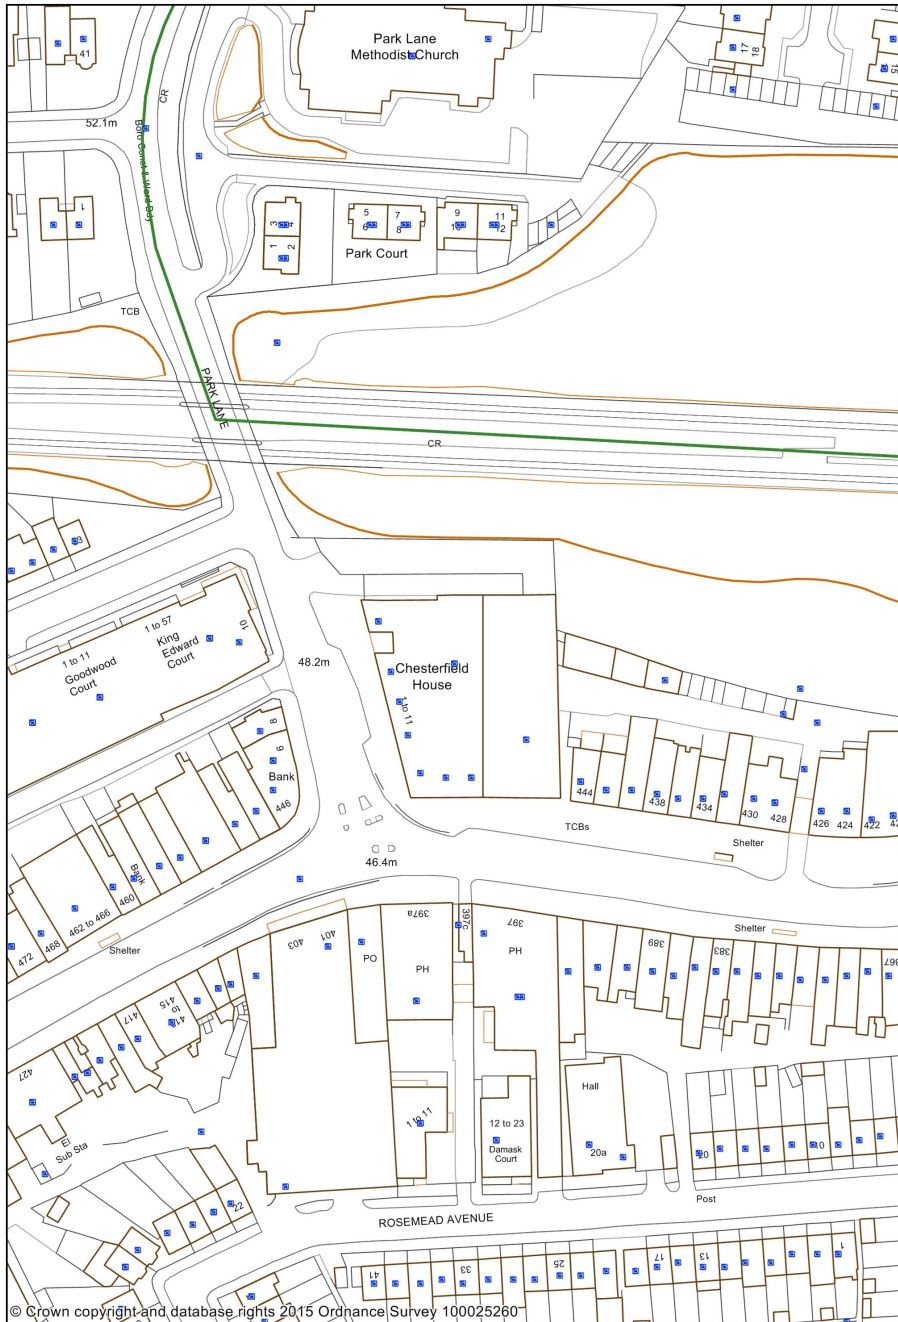 Park Lane
Methodist Church
41
17
18
15
CR
52.1m
Boro Const & Ward Bdy
1
3
4
1
2
5
6
7
8
9
10
11
12
Park Court
TCB
PARK LANE
CR
43
1 to 57
King
Edward
Court
10
1 to 11
Goodwood
Court
48.2m
Chesterfield
House
1 to 11
8
6
Bank
446
444
438
434
430
428
426
424
422
TCBs
Shelter
46.4m
Bank
460
462 to 466
468
472
Shelter
397a
397c
397
403
401
PO
PH
PH
389
383
Shelter
367
417
415
to
411
427
El
Sub Sta
Hall
1 to 11
12 to 23
Damask
Court
20a
20
10
22
Post
ROSEMEAD AVENUE
41
33
25
17
13
1
© Crown copyright and database rights 2015 Ordnance Survey 100025260